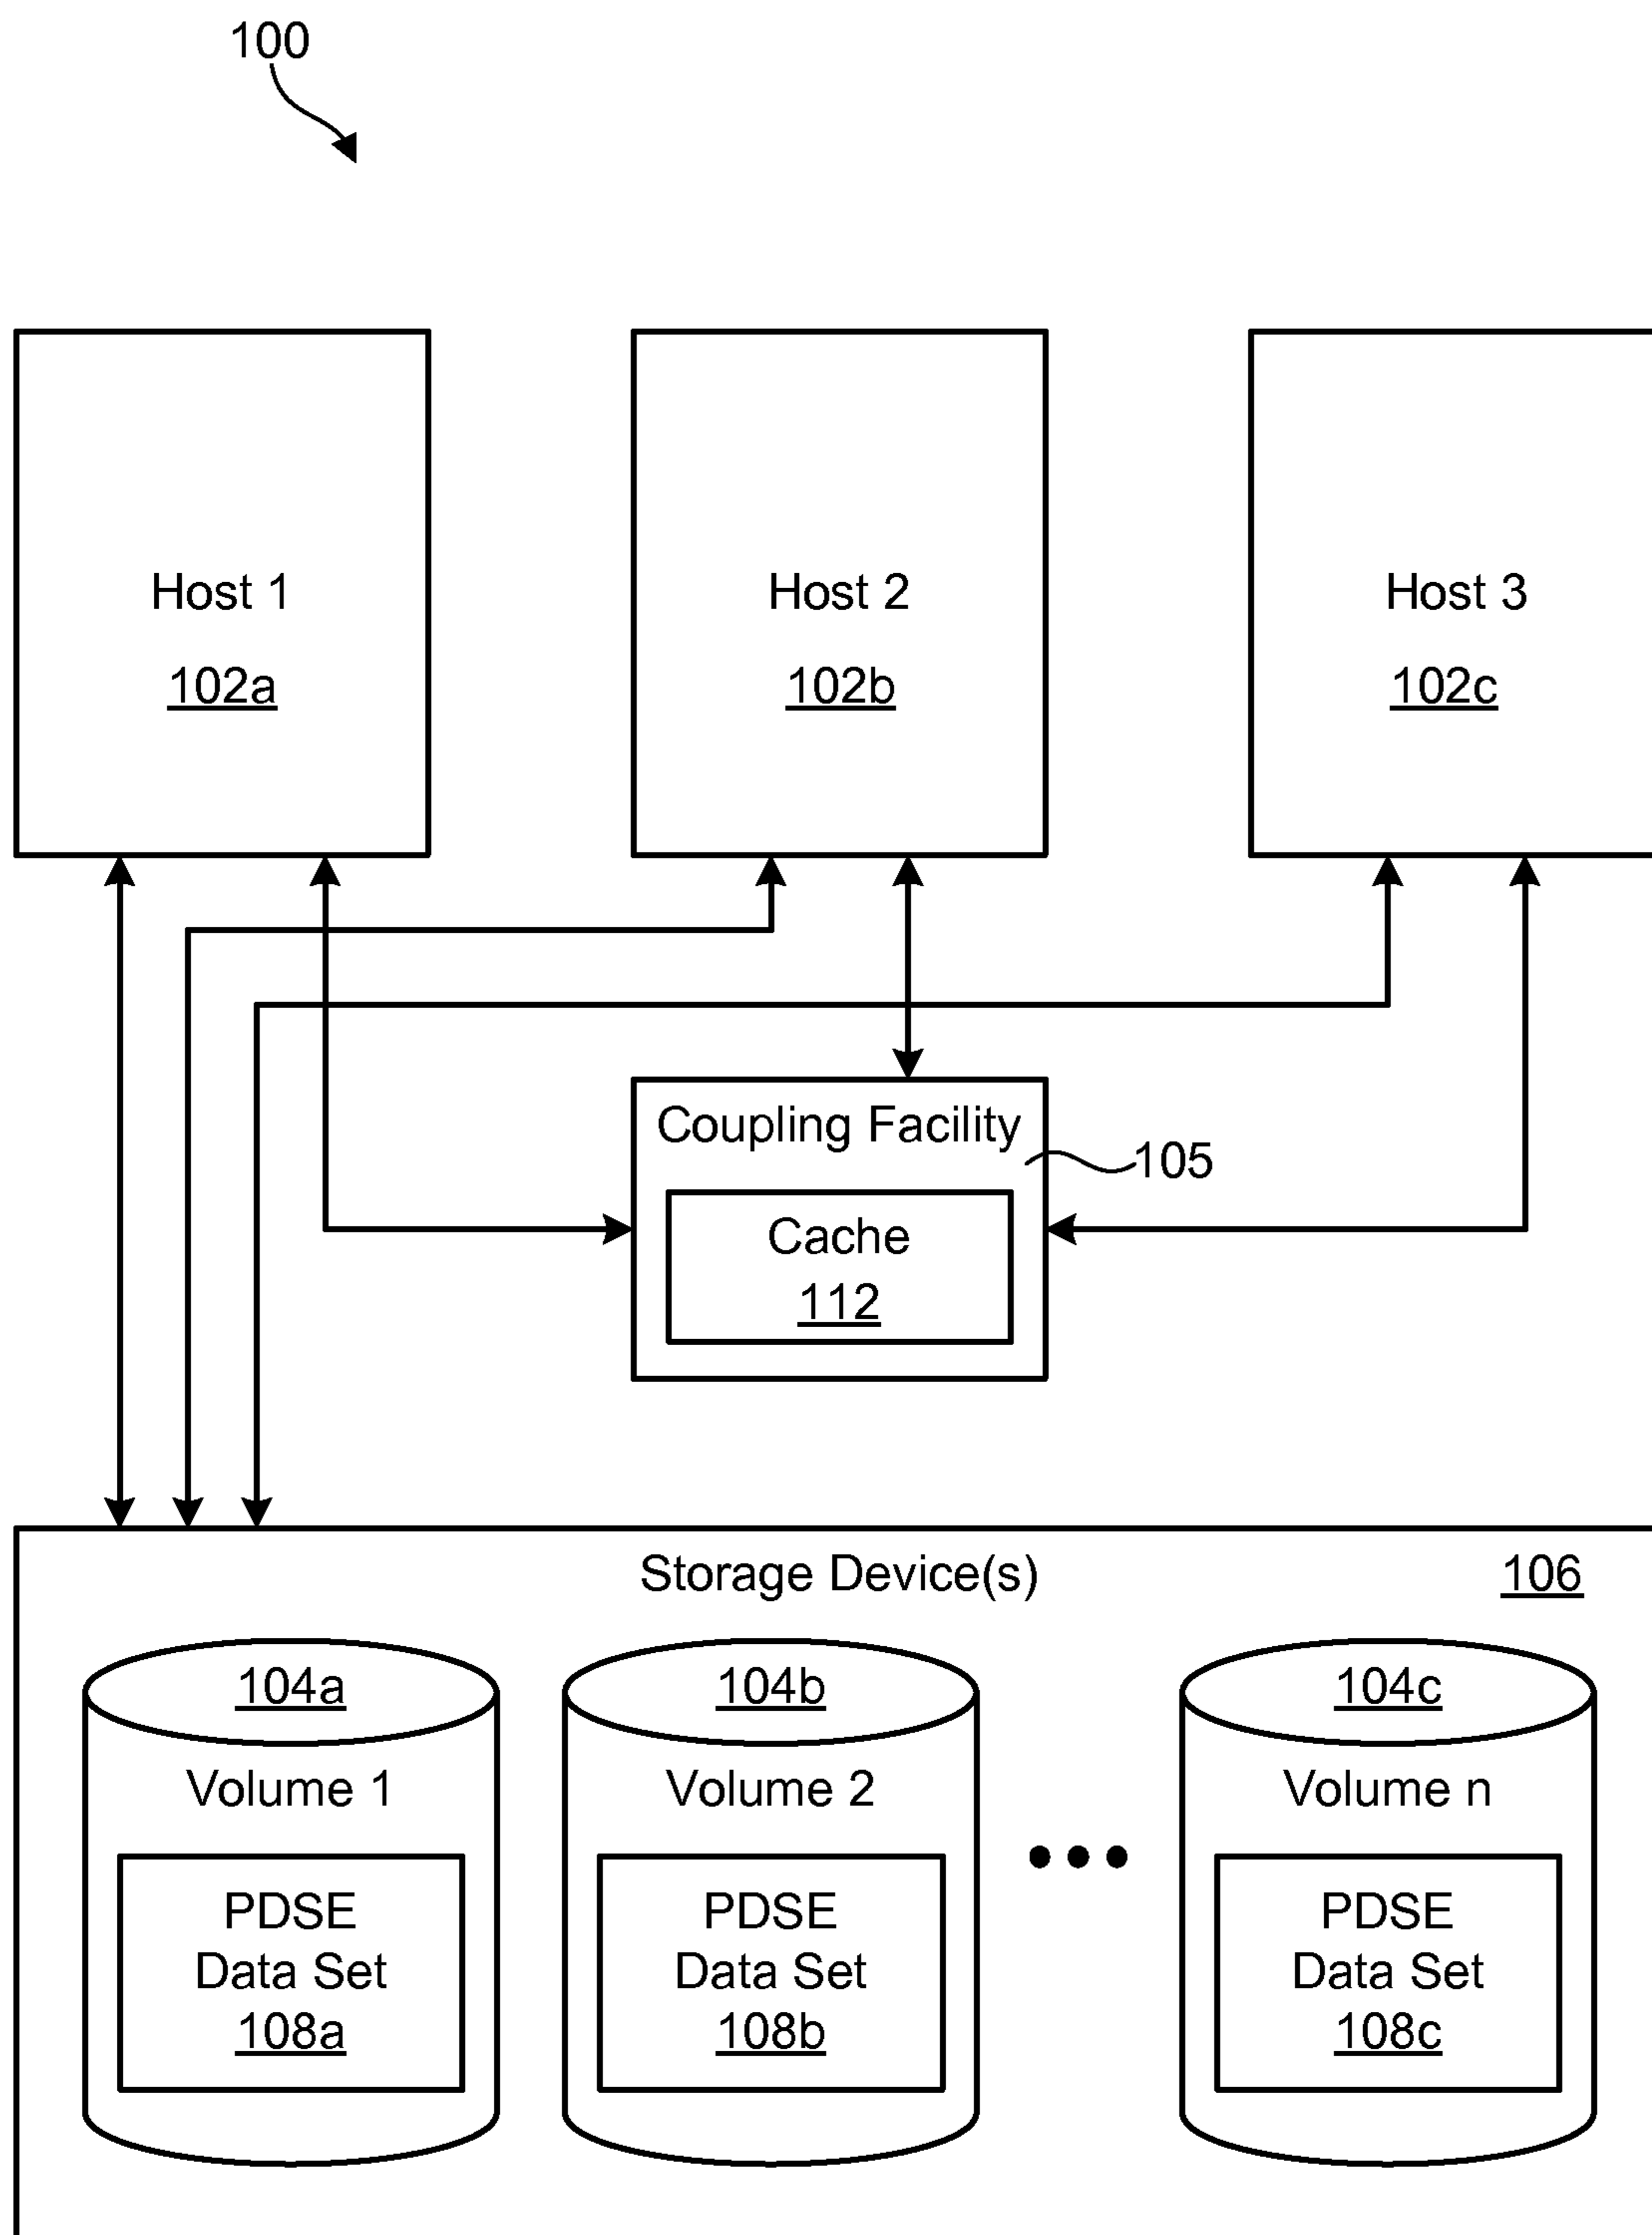 100
Host 1
102a
Host 2
102b
Host 3
102c
Coupling Facility
105
Cache
112
Storage Device(s)
106
104a
Volume 1
PDSE
Data Set
108a
104b
Volume 2
PDSE
Data Set
108b
104c
Volume n
PDSE
Data Set
108c